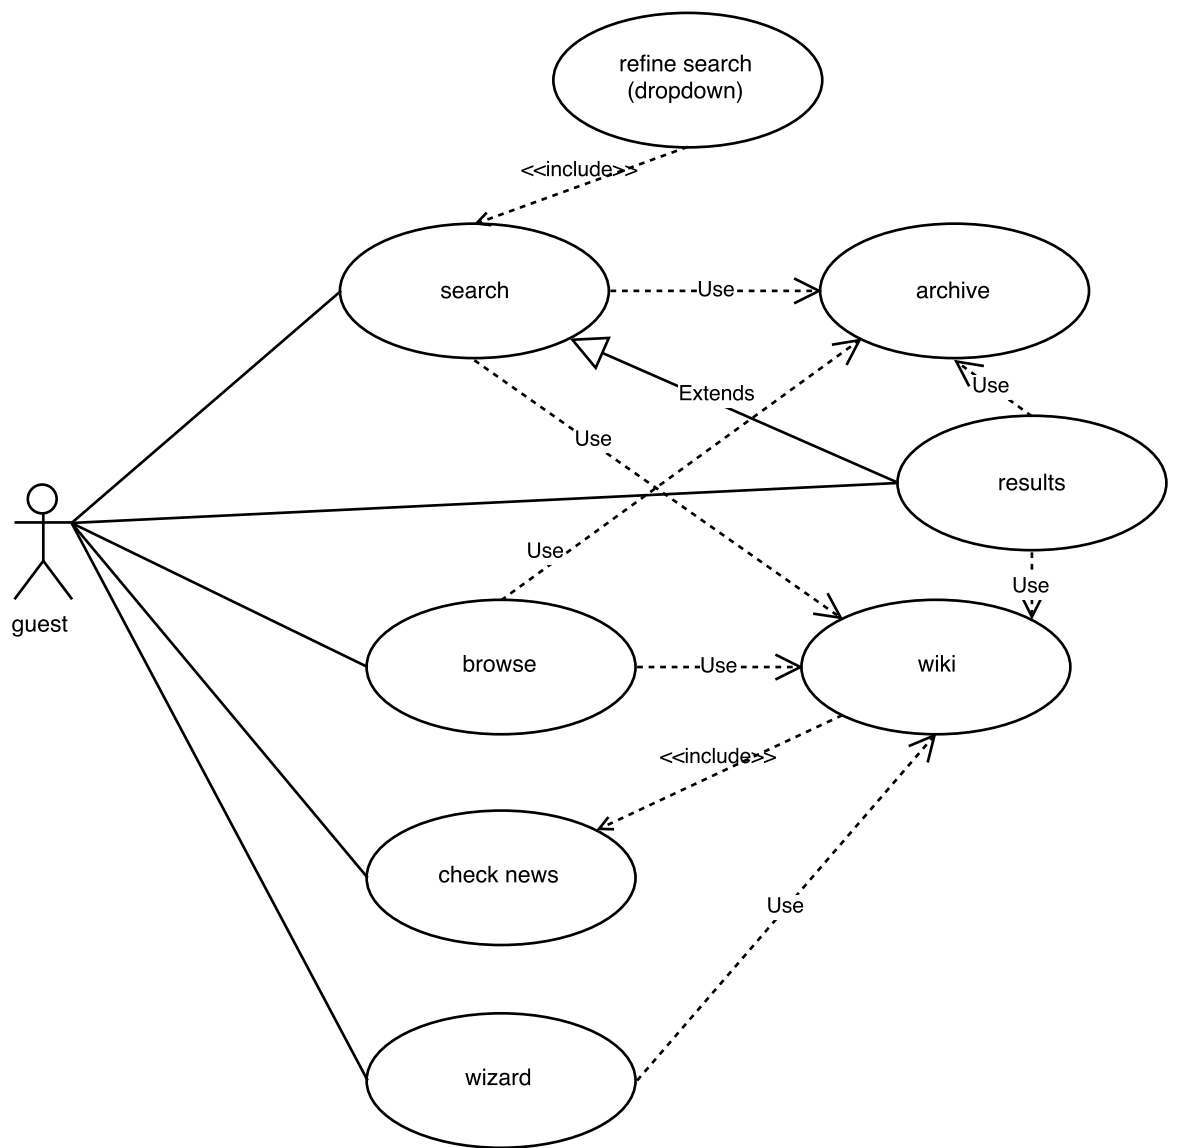 refine search
(dropdown)
<<include>>
search
Use
archive
Extends
Use
Use
results
guest
Use
Use
browse
Use
wiki
<<include>>
check news
Use
wizard